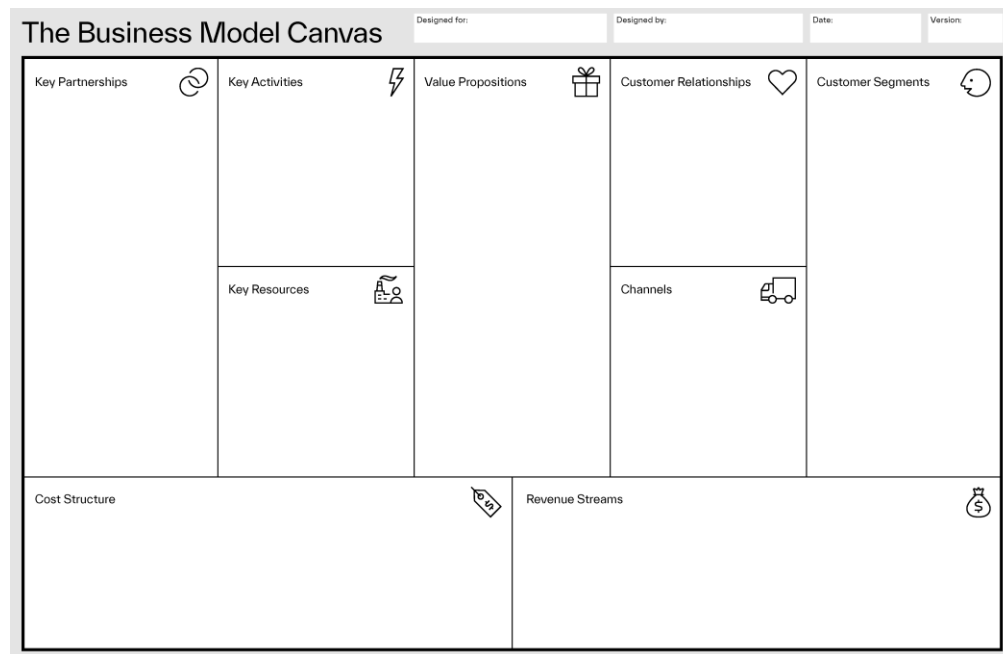 The Business Model Canvas
Designed for:
Designed by:
Date:
Version:
Key Partnerships
Key Activities
Value Propositions
Customer Relationships
Customer Segments
Key Resources
Channels
Cost Structure
$
Revenue Streams
$